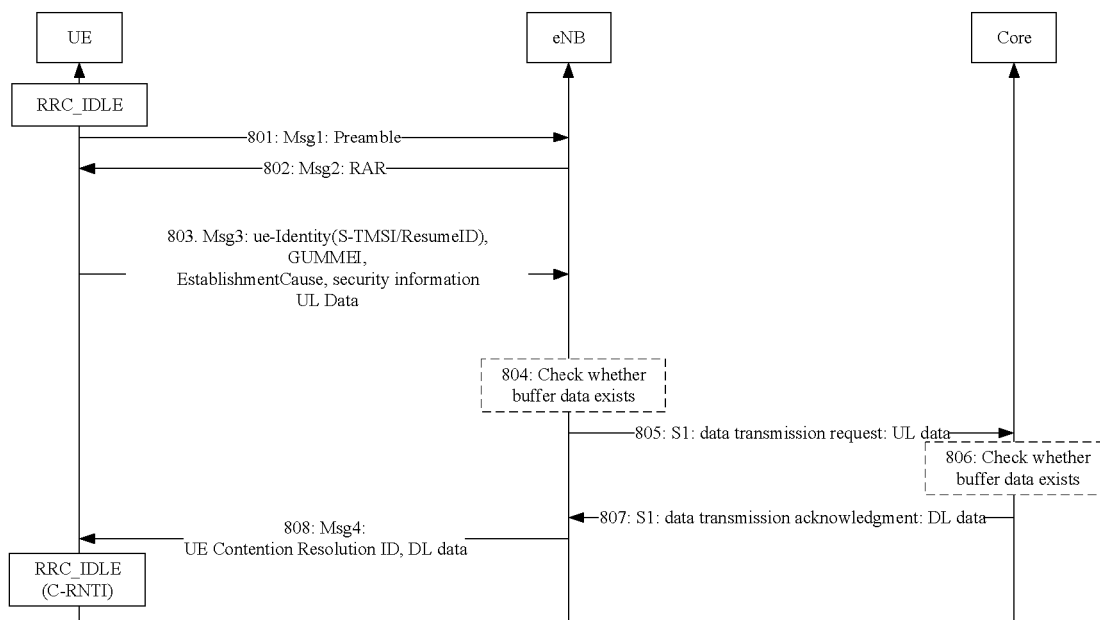 UE
eNB
Core
RRC_IDLE
801: Msg1: Preamble
802: Msg2: RAR
803. Msg3: ue-Identity(S-TMSI/ResumeID),
GUMMEI,
EstablishmentCause, security information
UL Data
804: Check whether
buffer data exists
805: S1: data transmission request: UL data
806: Check whether
buffer data exists
807: S1: data transmission acknowledgment: DL data
808: Msg4:
UE Contention Resolution ID, DL data
RRC_IDLE
(C-RNTI)